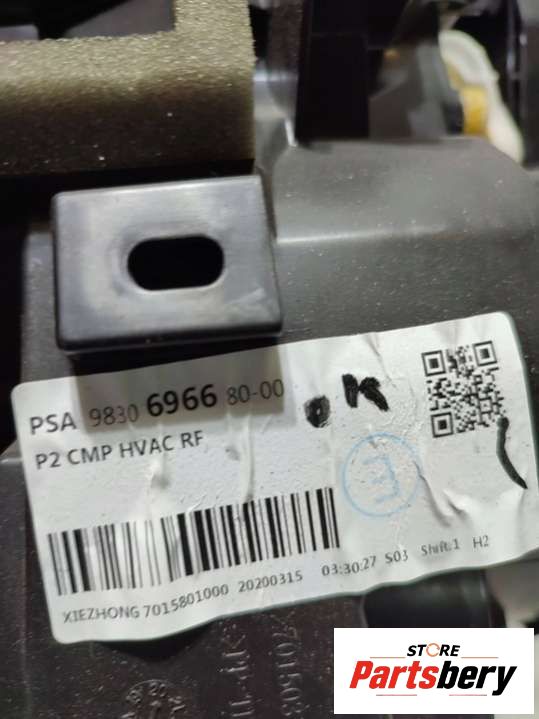 PSA 9830 6966 80-00
OK
P2 CMP HVAC RF
E
XIEZHONG 7015801000 20200315 03:30:27 S03 Shift:1 H2
STORE
Partsbery